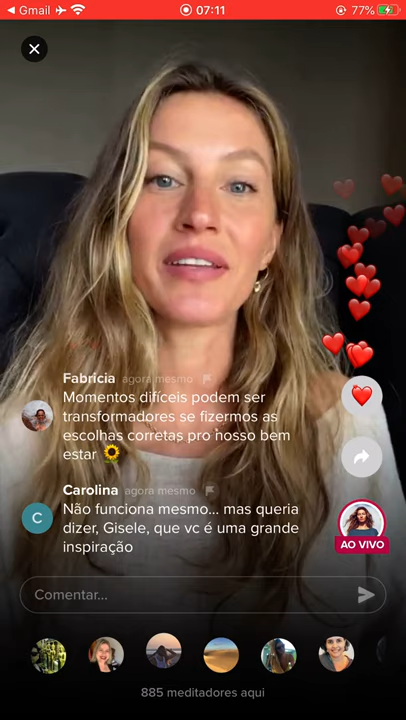 Gmail
07:11
77%
Fabrícia agora mesmo
Momentos difíceis podem ser
transformadores se fizermos as
escolhas corretas pro nosso bem
estar 🌻
Carolina agora mesmo
C
Não funciona mesmo... mas queria
dizer, Gisele, que vc é uma grande
inspiração
AO VIVO
Comentar...
885 meditadores aqui